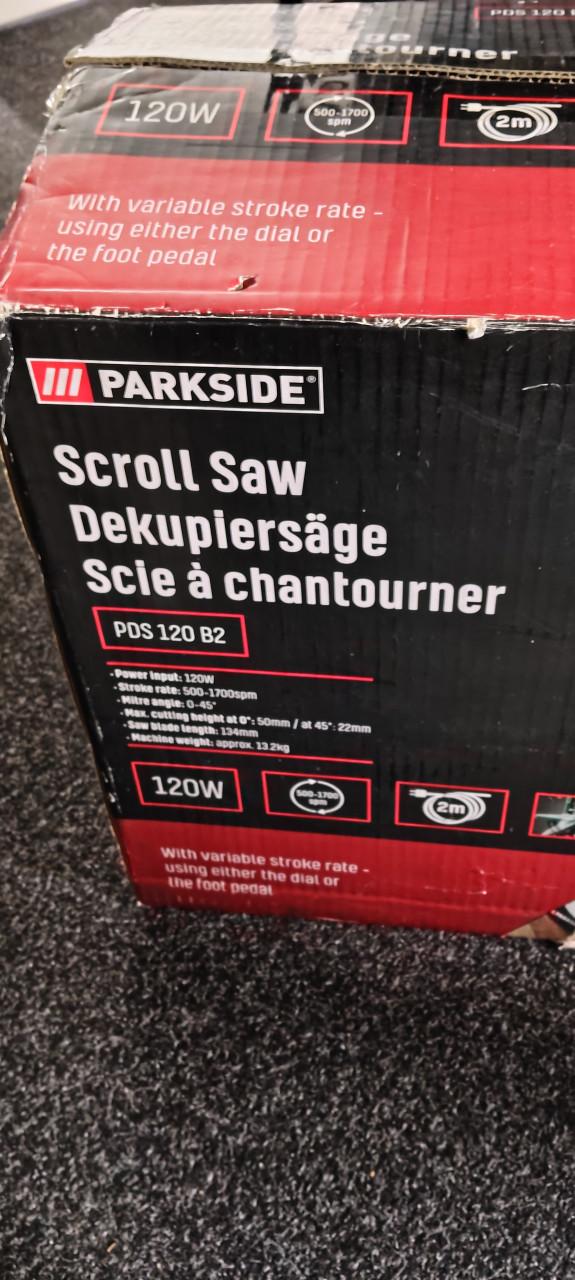 PDS 120
ge
tourner
120W
500-1700
spm
2m
With variable stroke rate -
using either the dial or
the foot pedal
PARKSIDE®
Scroll Saw
Dekupiersäge
Scie à chantourner
PDS 120 B2
· Power input: 120W
· Stroke rate: 500-1700spm
· Mitre angle: 0-45°
· Max. cutting height at 0°: 50mm / at 45°: 22mm
· Saw blade length: 134mm
· Machine weight: approx. 13.2kg
120W
500-1700
spm
2m
With variable stroke rate -
using either the dial or
the foot pedal